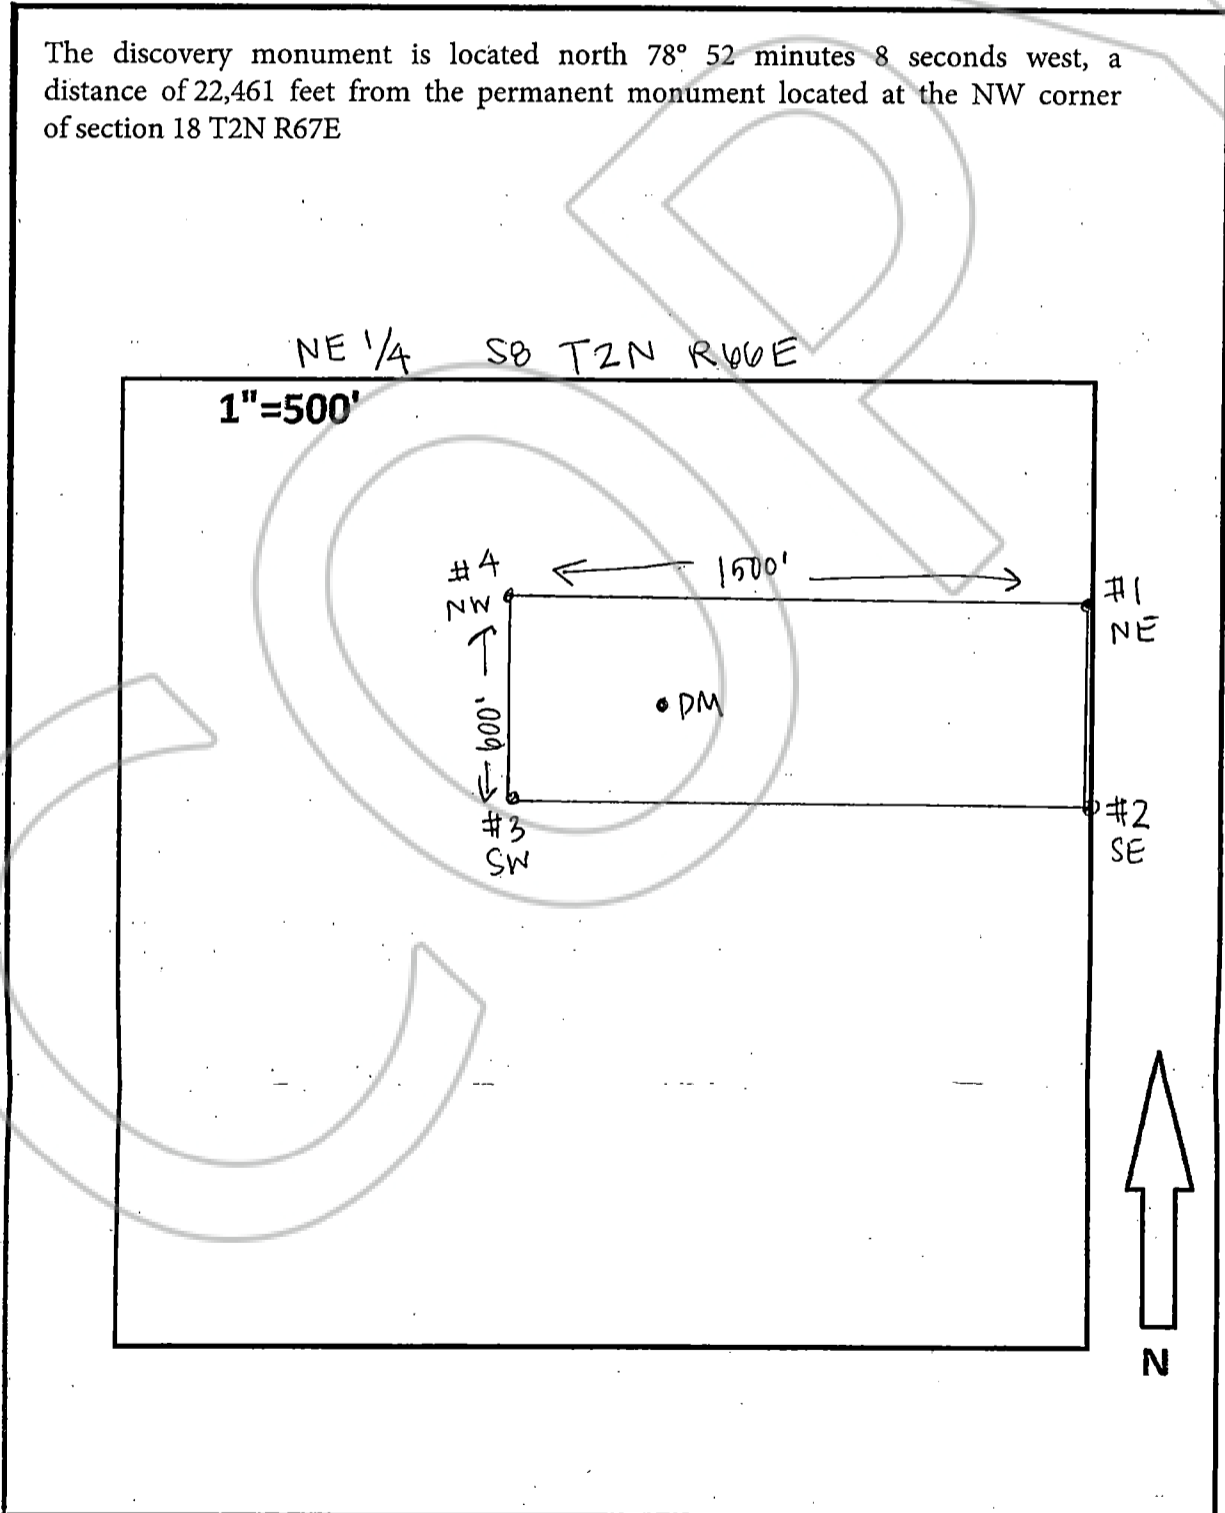 The discovery monument is located north 78° 52 minutes 8 seconds west, a
distance of 22,461 feet from the permanent monument located at the NW corner
of section 18 T2N R67E
NE 1/4 S8 T2N R66E
1"=500'
#4
NW
1500'
#1
NE
600'
DM
#3
SW
#2
SE
N
COP